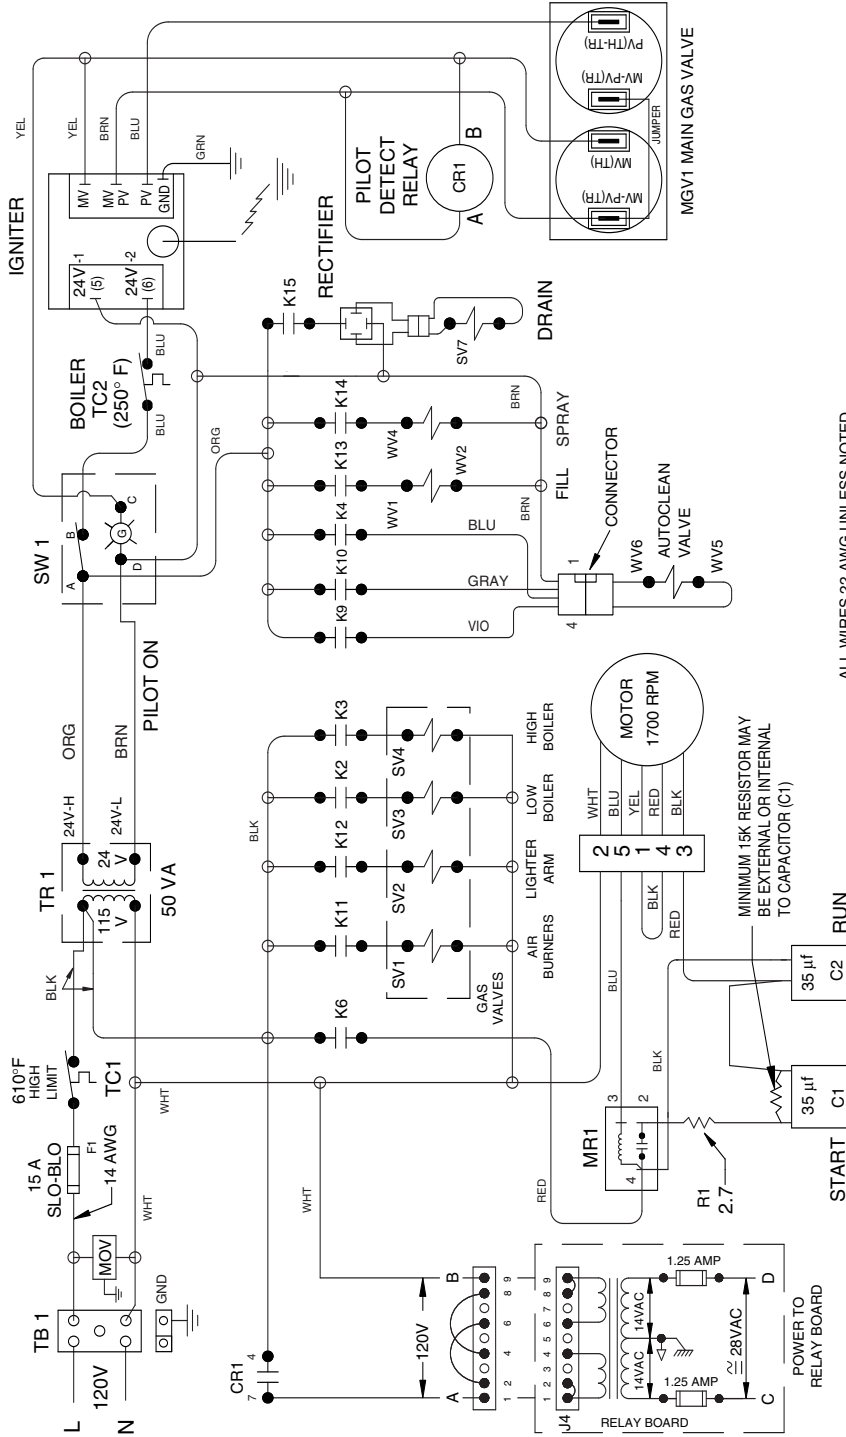 L
120V
N
TB 1
MOV
GND
15 A
SLO-BLO
F1
14 AWG
WHT
610°F
HIGH
LIMIT
TC1
BLK
WHT
TR 1
115
V
24
V
50 VA
24V-H
24V-L
ORG
BRN
PILOT ON
SW 1
A
B
C
D
G
BOILER
TC2
(250° F)
BLU
BLU
IGNITER
24V-1
(5)
24V-2
(6)
MV
MV
PV
PV
GND
YEL
YEL
BRN
BLU
GRN
CR1
7
4
WHT
K6
BLK
K11
K12
K2
K3
SV1
SV2
SV3
SV4
GAS
VALVES
AIR
BURNERS
LIGHTER
ARM
LOW
BOILER
HIGH
BOILER
ORG
K9
K10
K4
K13
K14
K15
VIO
GRAY
BLU
WV1
WV2
WV4
FILL
SPRAY
BRN
BRN
RECTIFIER
SV7
DRAIN
PILOT
DETECT
RELAY
CR1
A
B
MV-PV(TR)
MV(TH)
MV-PV(TR)
PV(TH-TR)
JUMPER
MGV1 MAIN GAS VALVE
CONNECTOR
4
1
WV6
AUTOCLEAN
VALVE
WV5
A
120V
B
1
2
4
6
8
9
1
2
3
4
5
6
7
8
9
J4
RELAY BOARD
14VAC
14VAC
1.25 AMP
1.25 AMP
≃ 28VAC
C
D
POWER TO
RELAY BOARD
RED
MR1
4
3
2
R1
2.7
BLU
BLK
BLK
RED
2
5
1
4
3
WHT
BLU
YEL
RED
BLK
MOTOR
1700 RPM
MINIMUM 15K RESISTOR MAY
BE EXTERNAL OR INTERNAL
TO CAPACITOR (C1)
35 µf
C1
START
35 µf
C2
RUN